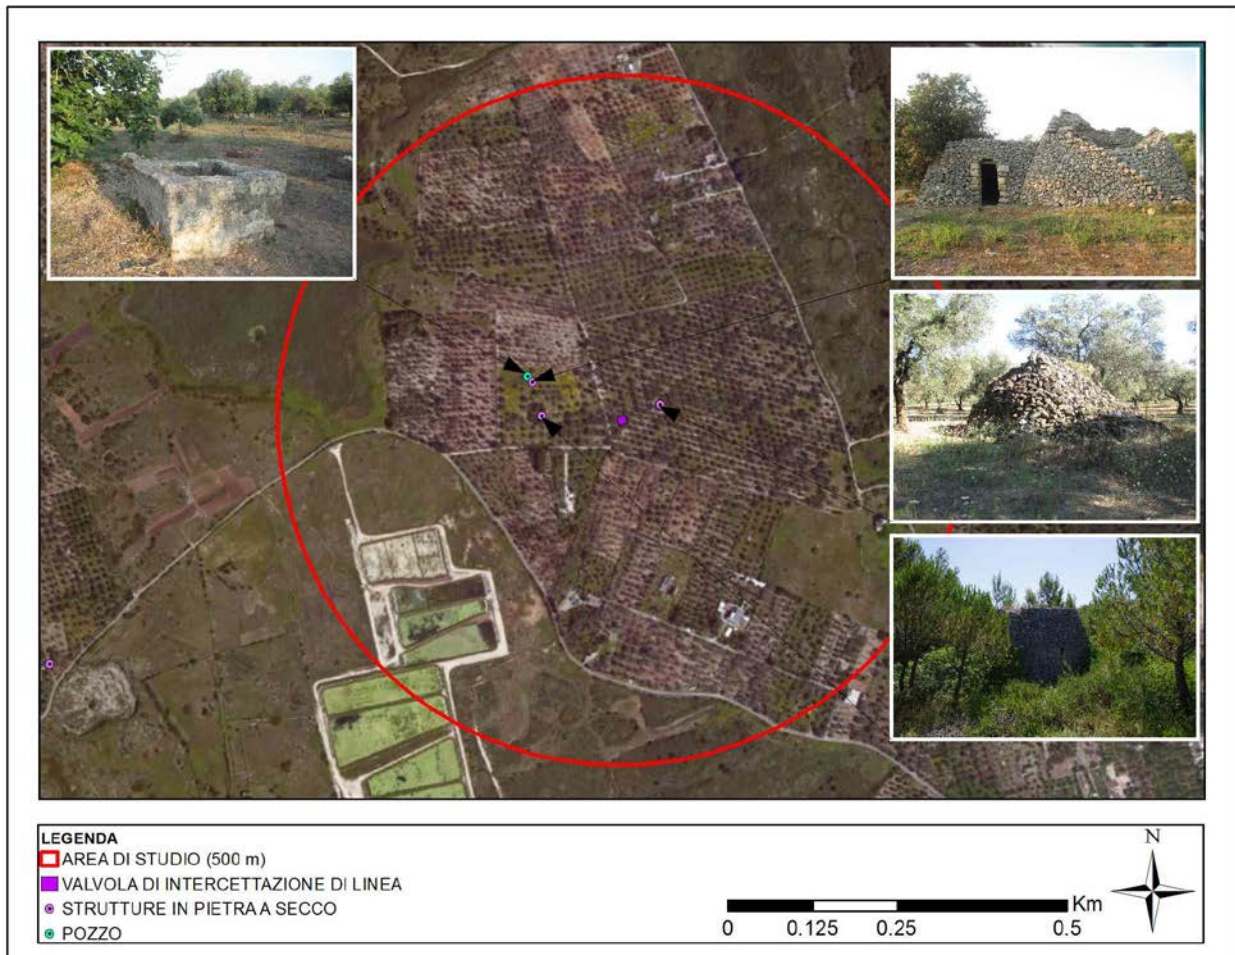 LEGENDA
AREA DI STUDIO (500 m)
VALVOLA DI INTERCETTAZIONE DI LINEA
STRUTTURE IN PIETRA A SECCO
POZZO
N
Km
0 0.125 0.25 0.5